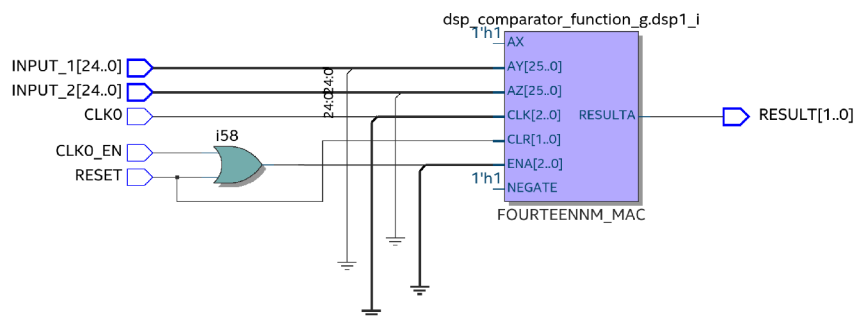 dsp_comparator_function_g.dsp1_i
1'h1
AX
INPUT_1[24..0]
AY[25..0]
INPUT_2[24..0]
AZ[25..0]
24:0
24:0
CLK0
CLK[2..0]
RESULTA
RESULT[1..0]
i58
CLR[1..0]
CLK0_EN
ENA[2..0]
RESET
1'h1
NEGATE
FOURTEENNM_MAC